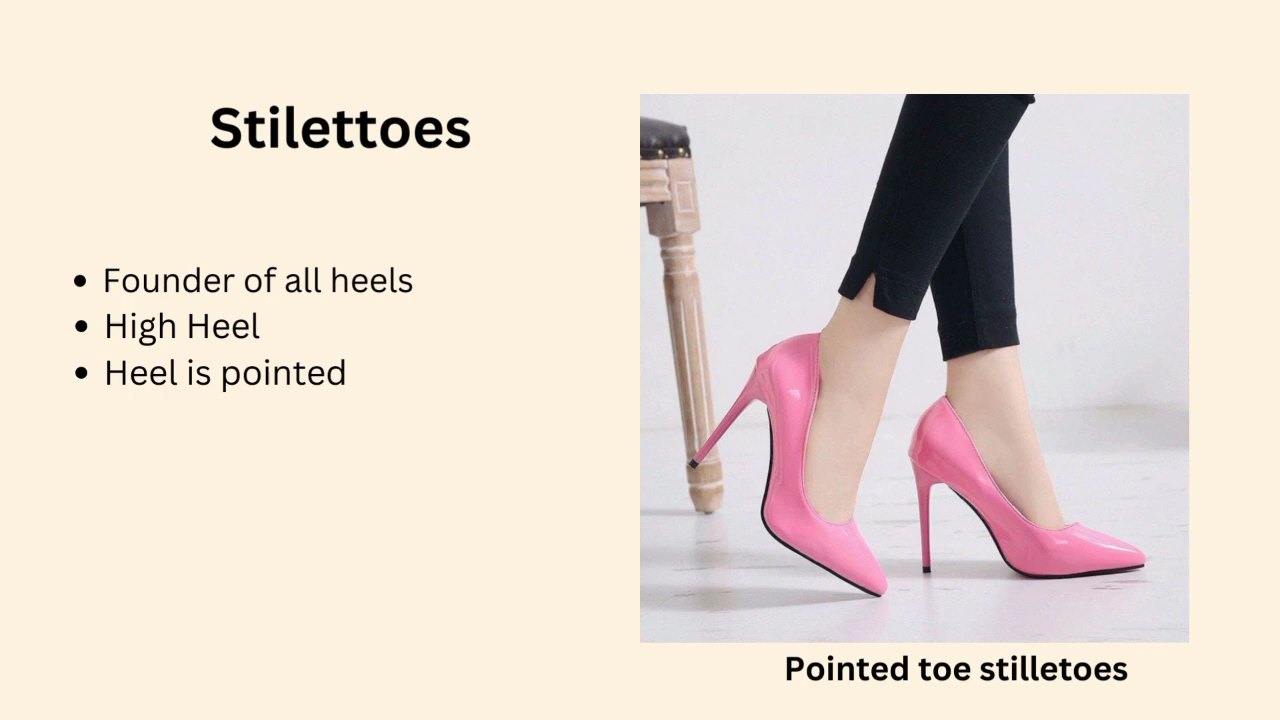 Stilettoes
• Founder of all heels
• High Heel
• Heel is pointed
Pointed toe stilletoes